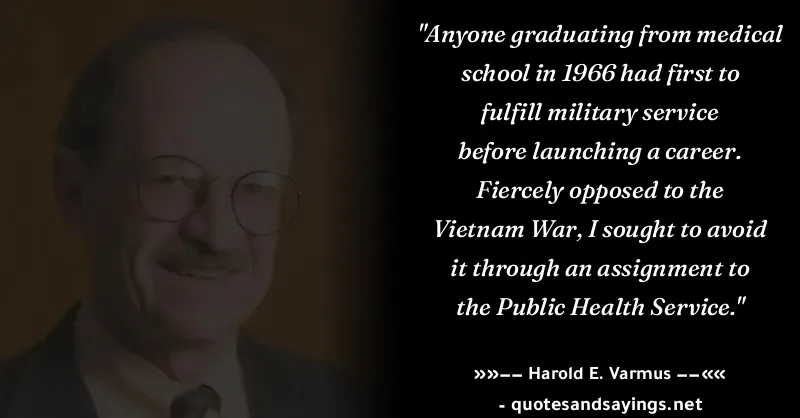 "Anyone graduating from medical
school in 1966 had first to
fulfill military service
before launching a career.
Fiercely opposed to the
Vietnam War, I sought to avoid
it through an assignment to
the Public Health Service."
»»−− Harold E. Varmus −−««
- quotesandsayings.net